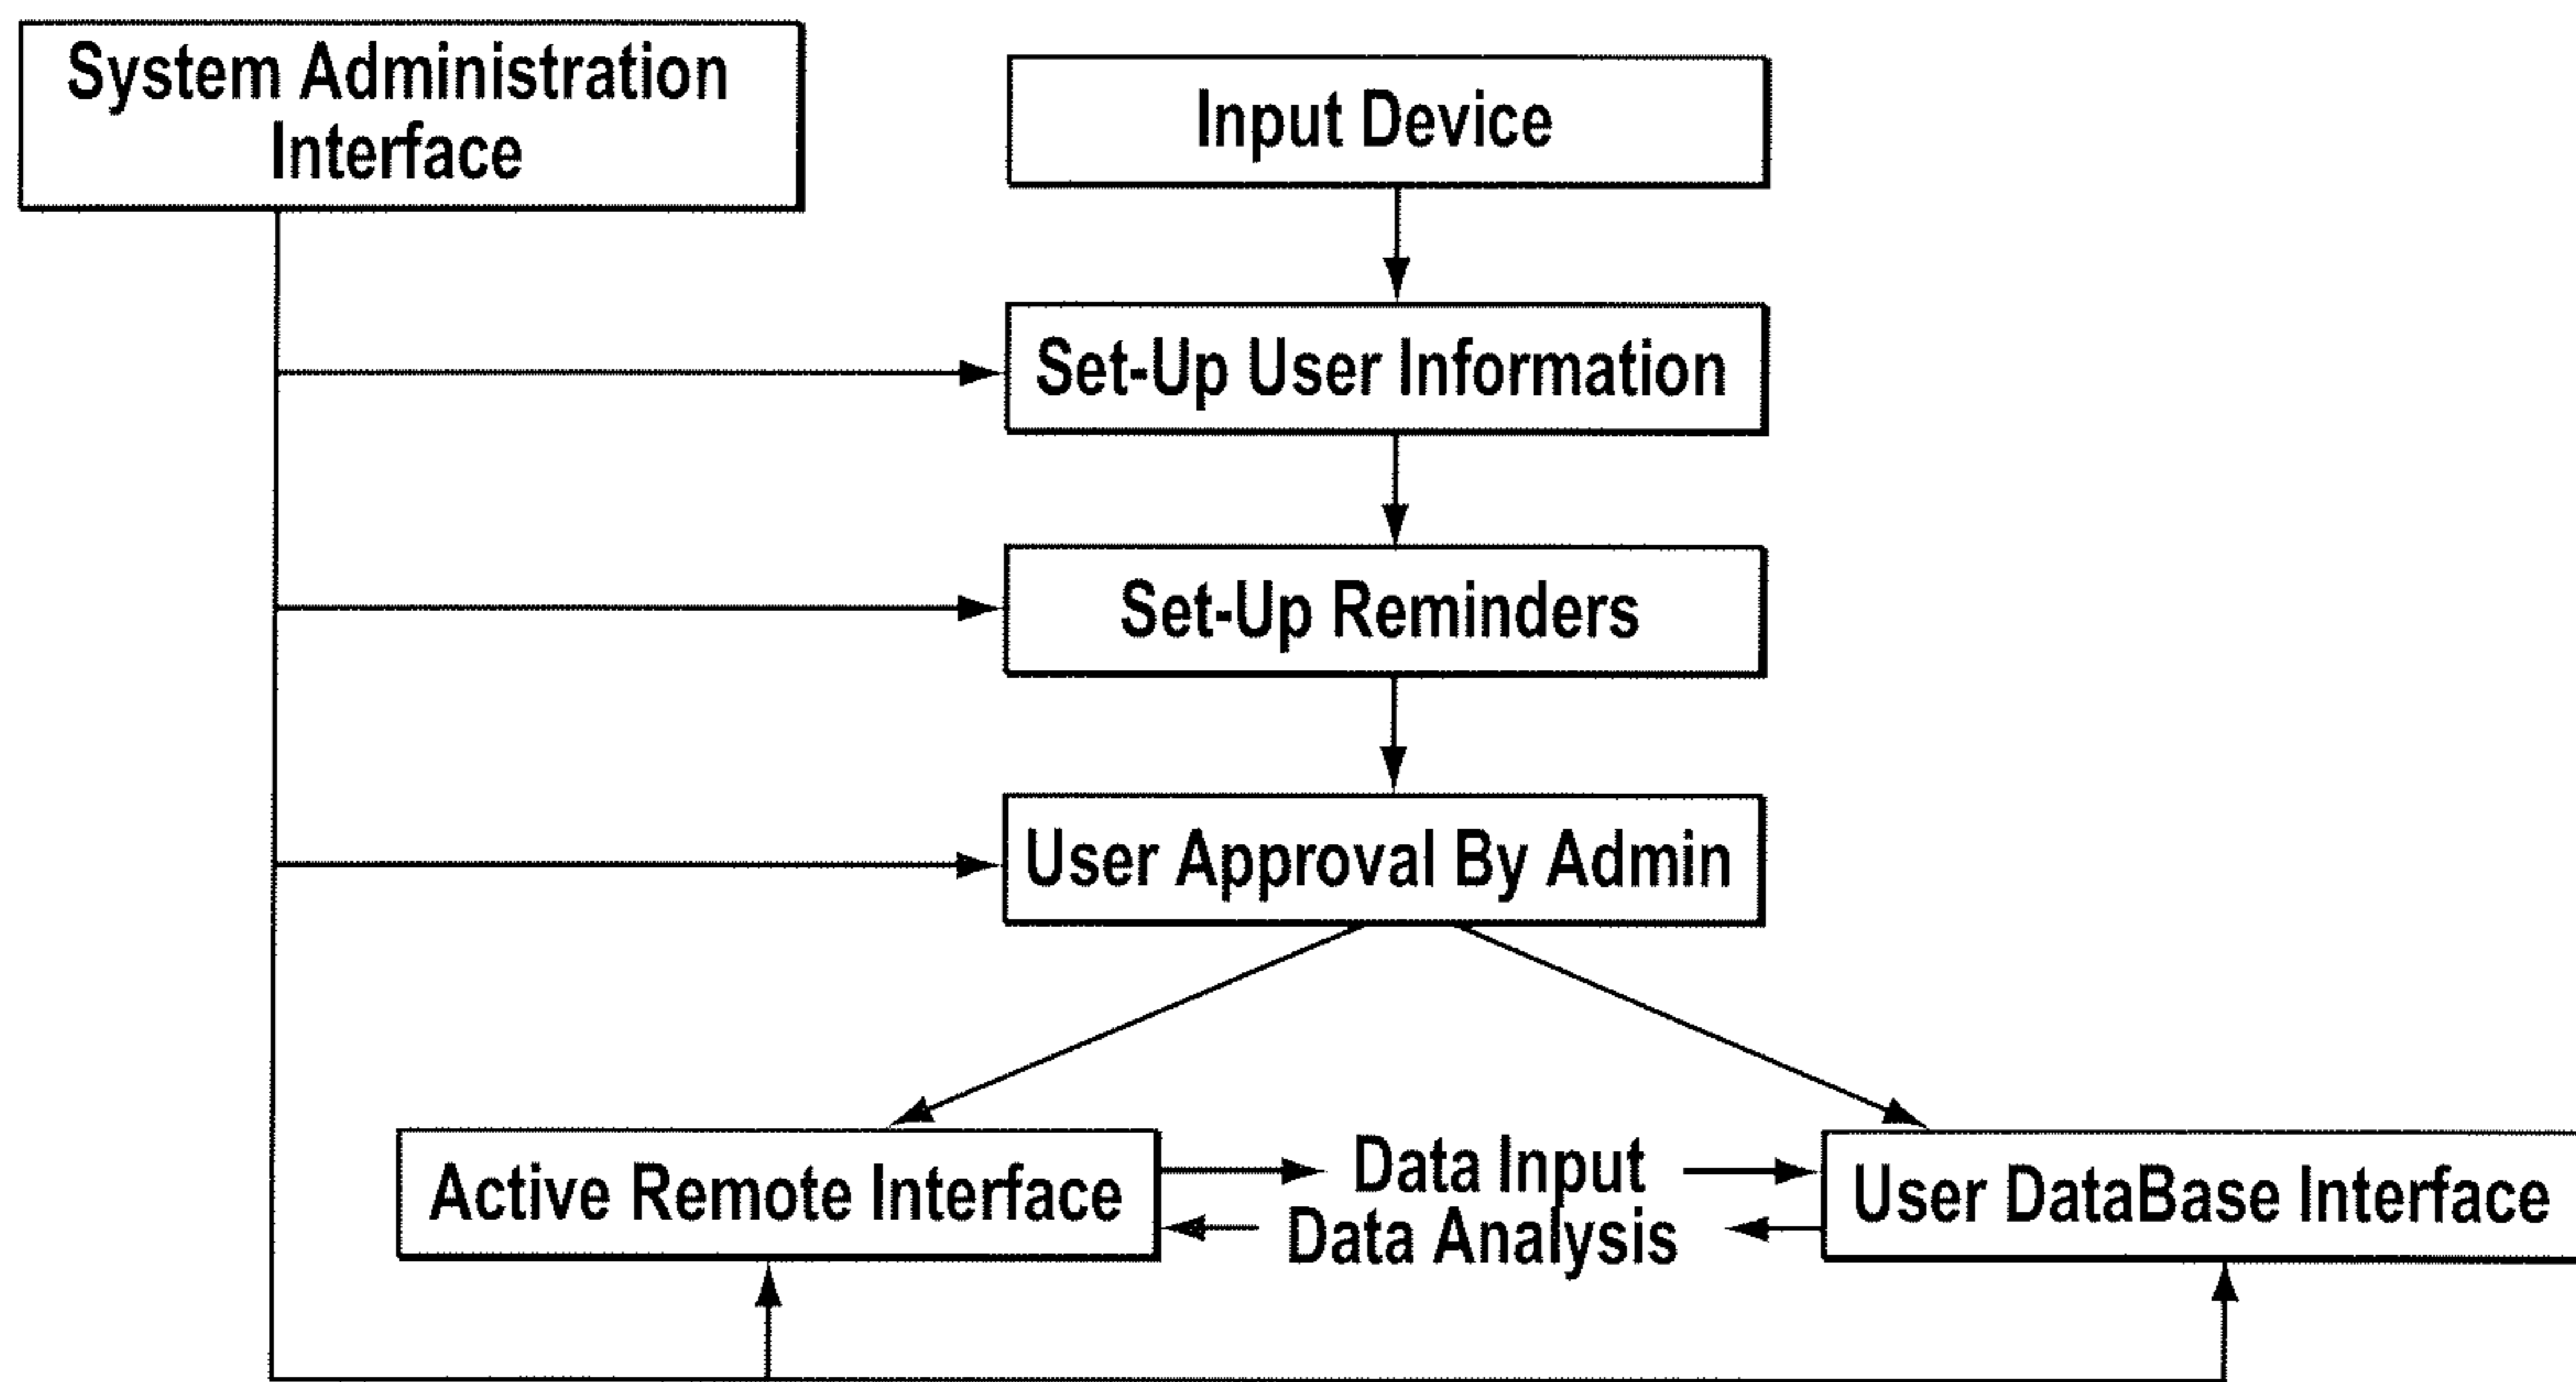 System Administration
Interface
Input Device
Set-Up User Information
Set-Up Reminders
User Approval By Admin
Active Remote Interface
Data Input
Data Analysis
User DataBase Interface